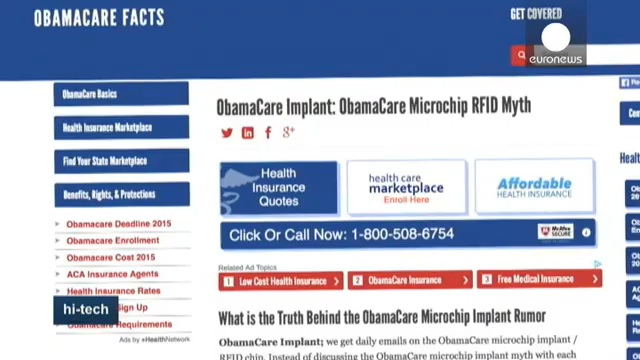 OBAMACARE FACTS
GET COVERED
euronews
ObamaCare Basics
Health Insurance Marketplace
Find Your State Marketplace
Benefits, Rights, & Protections
Obamacare Deadline 2015
Obamacare Enrollment
Obamacare Cost 2015
ACA Insurance Agents
Health Insurance Rates
Sign Up
Obamacare Requirements
Ads by +HealthNetwork
hi-tech
ObamaCare Implant: ObamaCare Microchip RFID Myth
Health
Insurance
Quotes
health care
marketplace
Enroll Here
Affordable
HEALTH INSURANCE
Click Or Call Now: 1-800-508-6754
McAfee
SECURE
Related Ad Topics
1 Low Cost Health Insurance
2 ObamaCare Insurance
3 Free Medical Insurance
What is the Truth Behind the ObamaCare Microchip Implant Rumor
ObamaCare Implant; we get daily emails on the ObamaCare microchip implant /
RFID chip. Instead of discussing the ObamaCare microchip implant myth with each